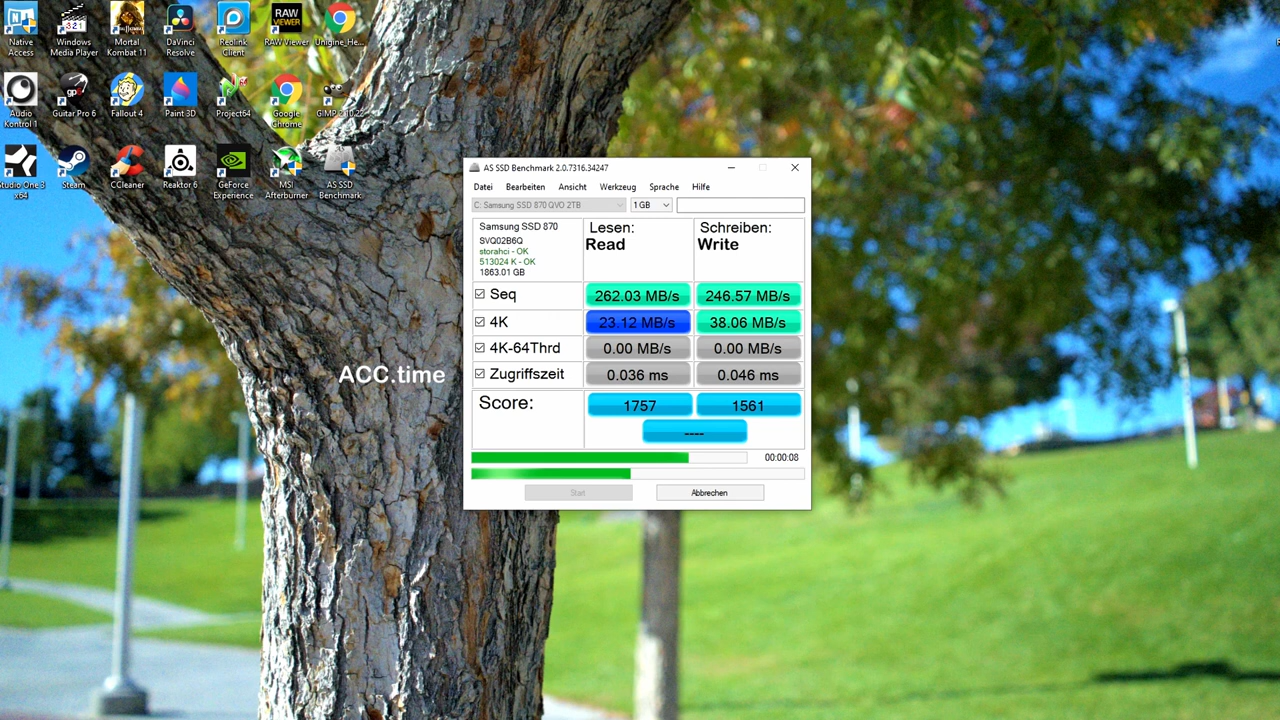 Native
Access
Windows
Media Player
Mortal
Kombat 11
DaVinci
Resolve
Reolink
Client
RAW
VIEWER
RAW Viewer
Unigine_He...
Audio
Kontrol 1
Guitar Pro 6
Fallout 4
Paint 3D
Project64
Google
Chrome
GIMP 2.10.22
Studio One 3
x64
Steam
CCleaner
Reaktor 6
GeForce
Experience
MSI
Afterburner
AS SSD
Benchmark
AS SSD Benchmark 2.0.7316.34247
Datei Bearbeiten Ansicht Werkzeug Sprache Hilfe
C: Samsung SSD 870 QVO 2TB 1 GB
Samsung SSD 870
SVQ02B6Q
storahci - OK
513024 K - OK
1863.01 GB
Lesen:
Read
Schreiben:
Write
Seq 262.03 MB/s 246.57 MB/s
4K 23.12 MB/s 38.06 MB/s
4K-64Thrd 0.00 MB/s 0.00 MB/s
ACC.time Zugriffszeit 0.036 ms 0.046 ms
Score: 1757 1561
----
00:00:08
Start Abbrechen